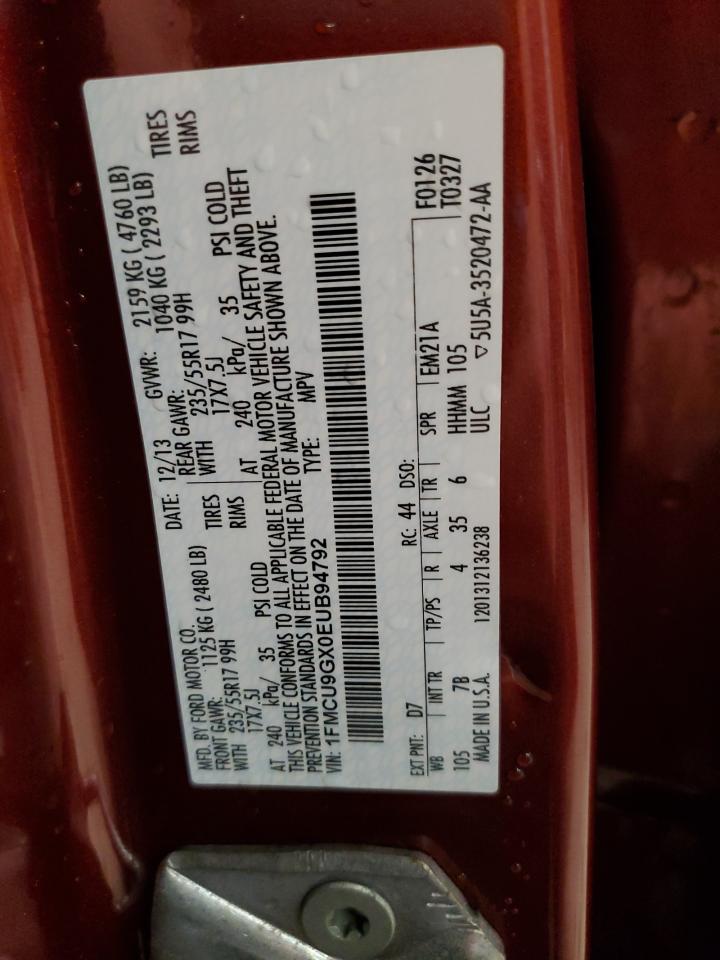 MFD. BY FORD MOTOR CO.
DATE: 12/13 GVWR: 2159 KG ( 4760 LB)
FRONT GAWR: 1125 KG ( 2480 LB) REAR GAWR: 1040 KG ( 2293 LB)
WITH 235/55R17 99H TIRES WITH 235/55R17 99H TIRES
17X7.5J RIMS 17X7.5J RIMS
AT 240 kPa/ 35 PSI COLD AT 240 kPa/ 35 PSI COLD
THIS VEHICLE CONFORMS TO ALL APPLICABLE FEDERAL MOTOR VEHICLE SAFETY AND THEFT
PREVENTION STANDARDS IN EFFECT ON THE DATE OF MANUFACTURE SHOWN ABOVE.
VIN: 1FMCU9GX0EUB94792 TYPE: MPV
EXT PNT: D7 RC: 44 DSO: F0126
WB INT TR TP/PS R AXLE TR SPR EM21A T0327
105 7B 4 35 6 HHMM 105
MADE IN U.S.A. 1201312136238 ULC ▽5U5A-3520472-AA